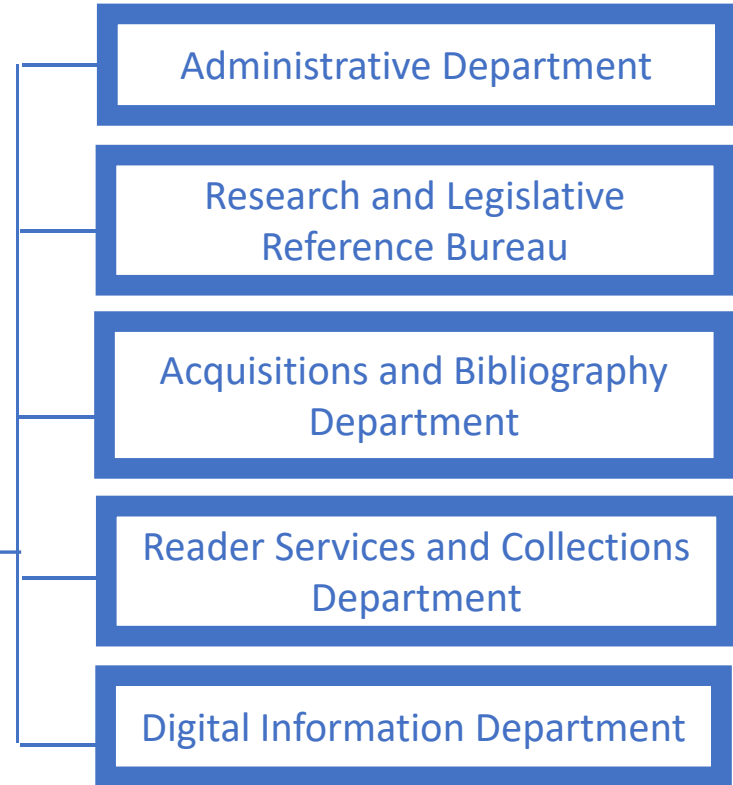 Administrative Department
Research and Legislative
Reference Bureau
Acquisitions and Bibliography
Department
Reader Services and Collections
Department
Digital Information Department